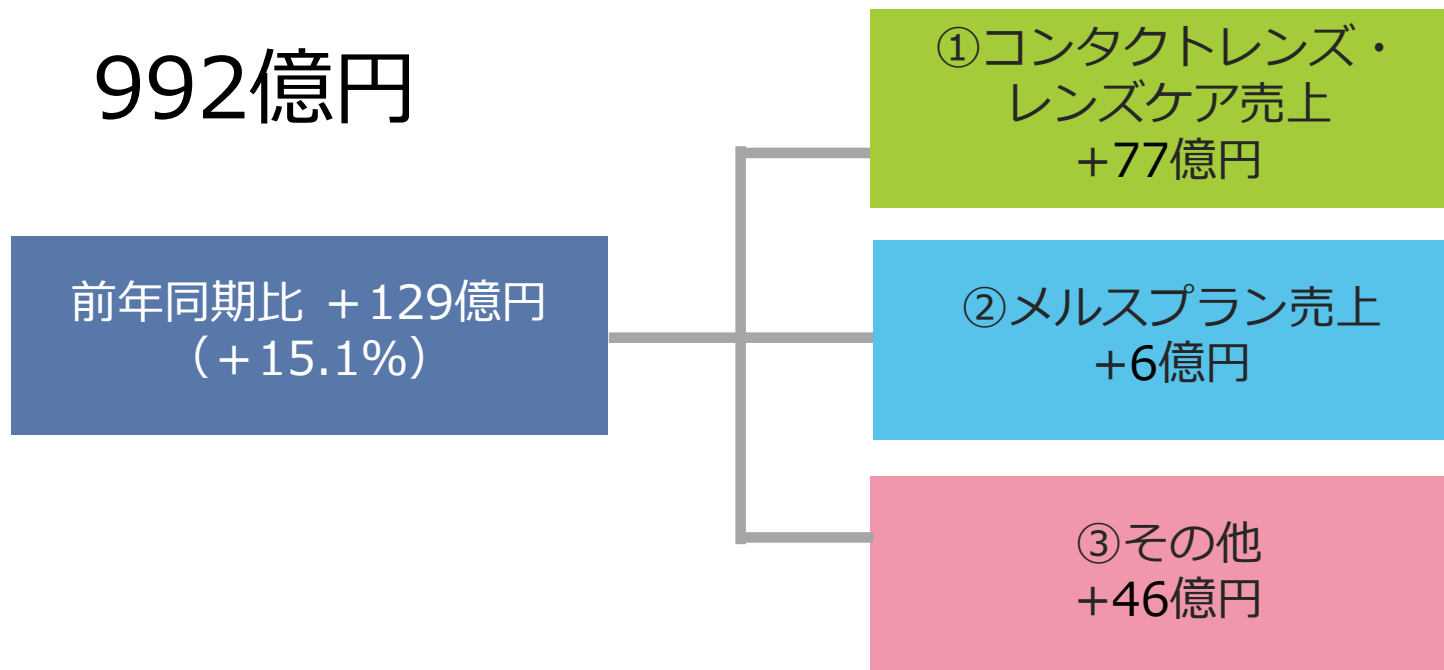 992億円
前年同期比 +129億円
（+15.1%）
①コンタクトレンズ・
レンズケア売上
+77億円
②メルスプラン売上
+6億円
③その他
+46億円